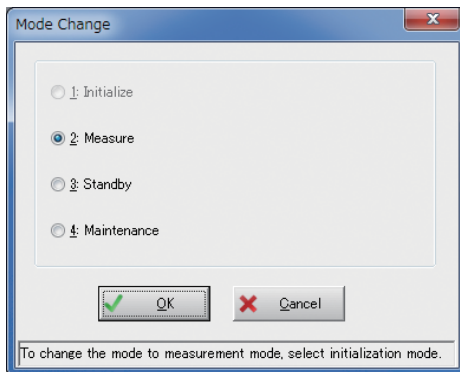 Mode Change
1: Initialize
2: Measure
3: Standby
4: Maintenance
OK
Cancel
To change the mode to measurement mode, select initialization mode.